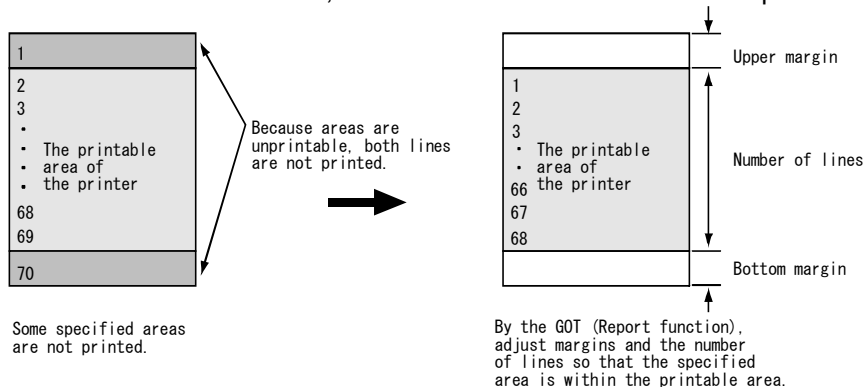 1
2
3
The printable
area of
the printer
68
69
70
Because areas are
unprintable, both lines
are not printed.
Some specified areas
are not printed.
1
2
3
The printable
area of
66 the printer
67
68
Upper margin
Number of lines
Bottom margin
By the GOT (Report function),
adjust margins and the number
of lines so that the specified
area is within the printable area.